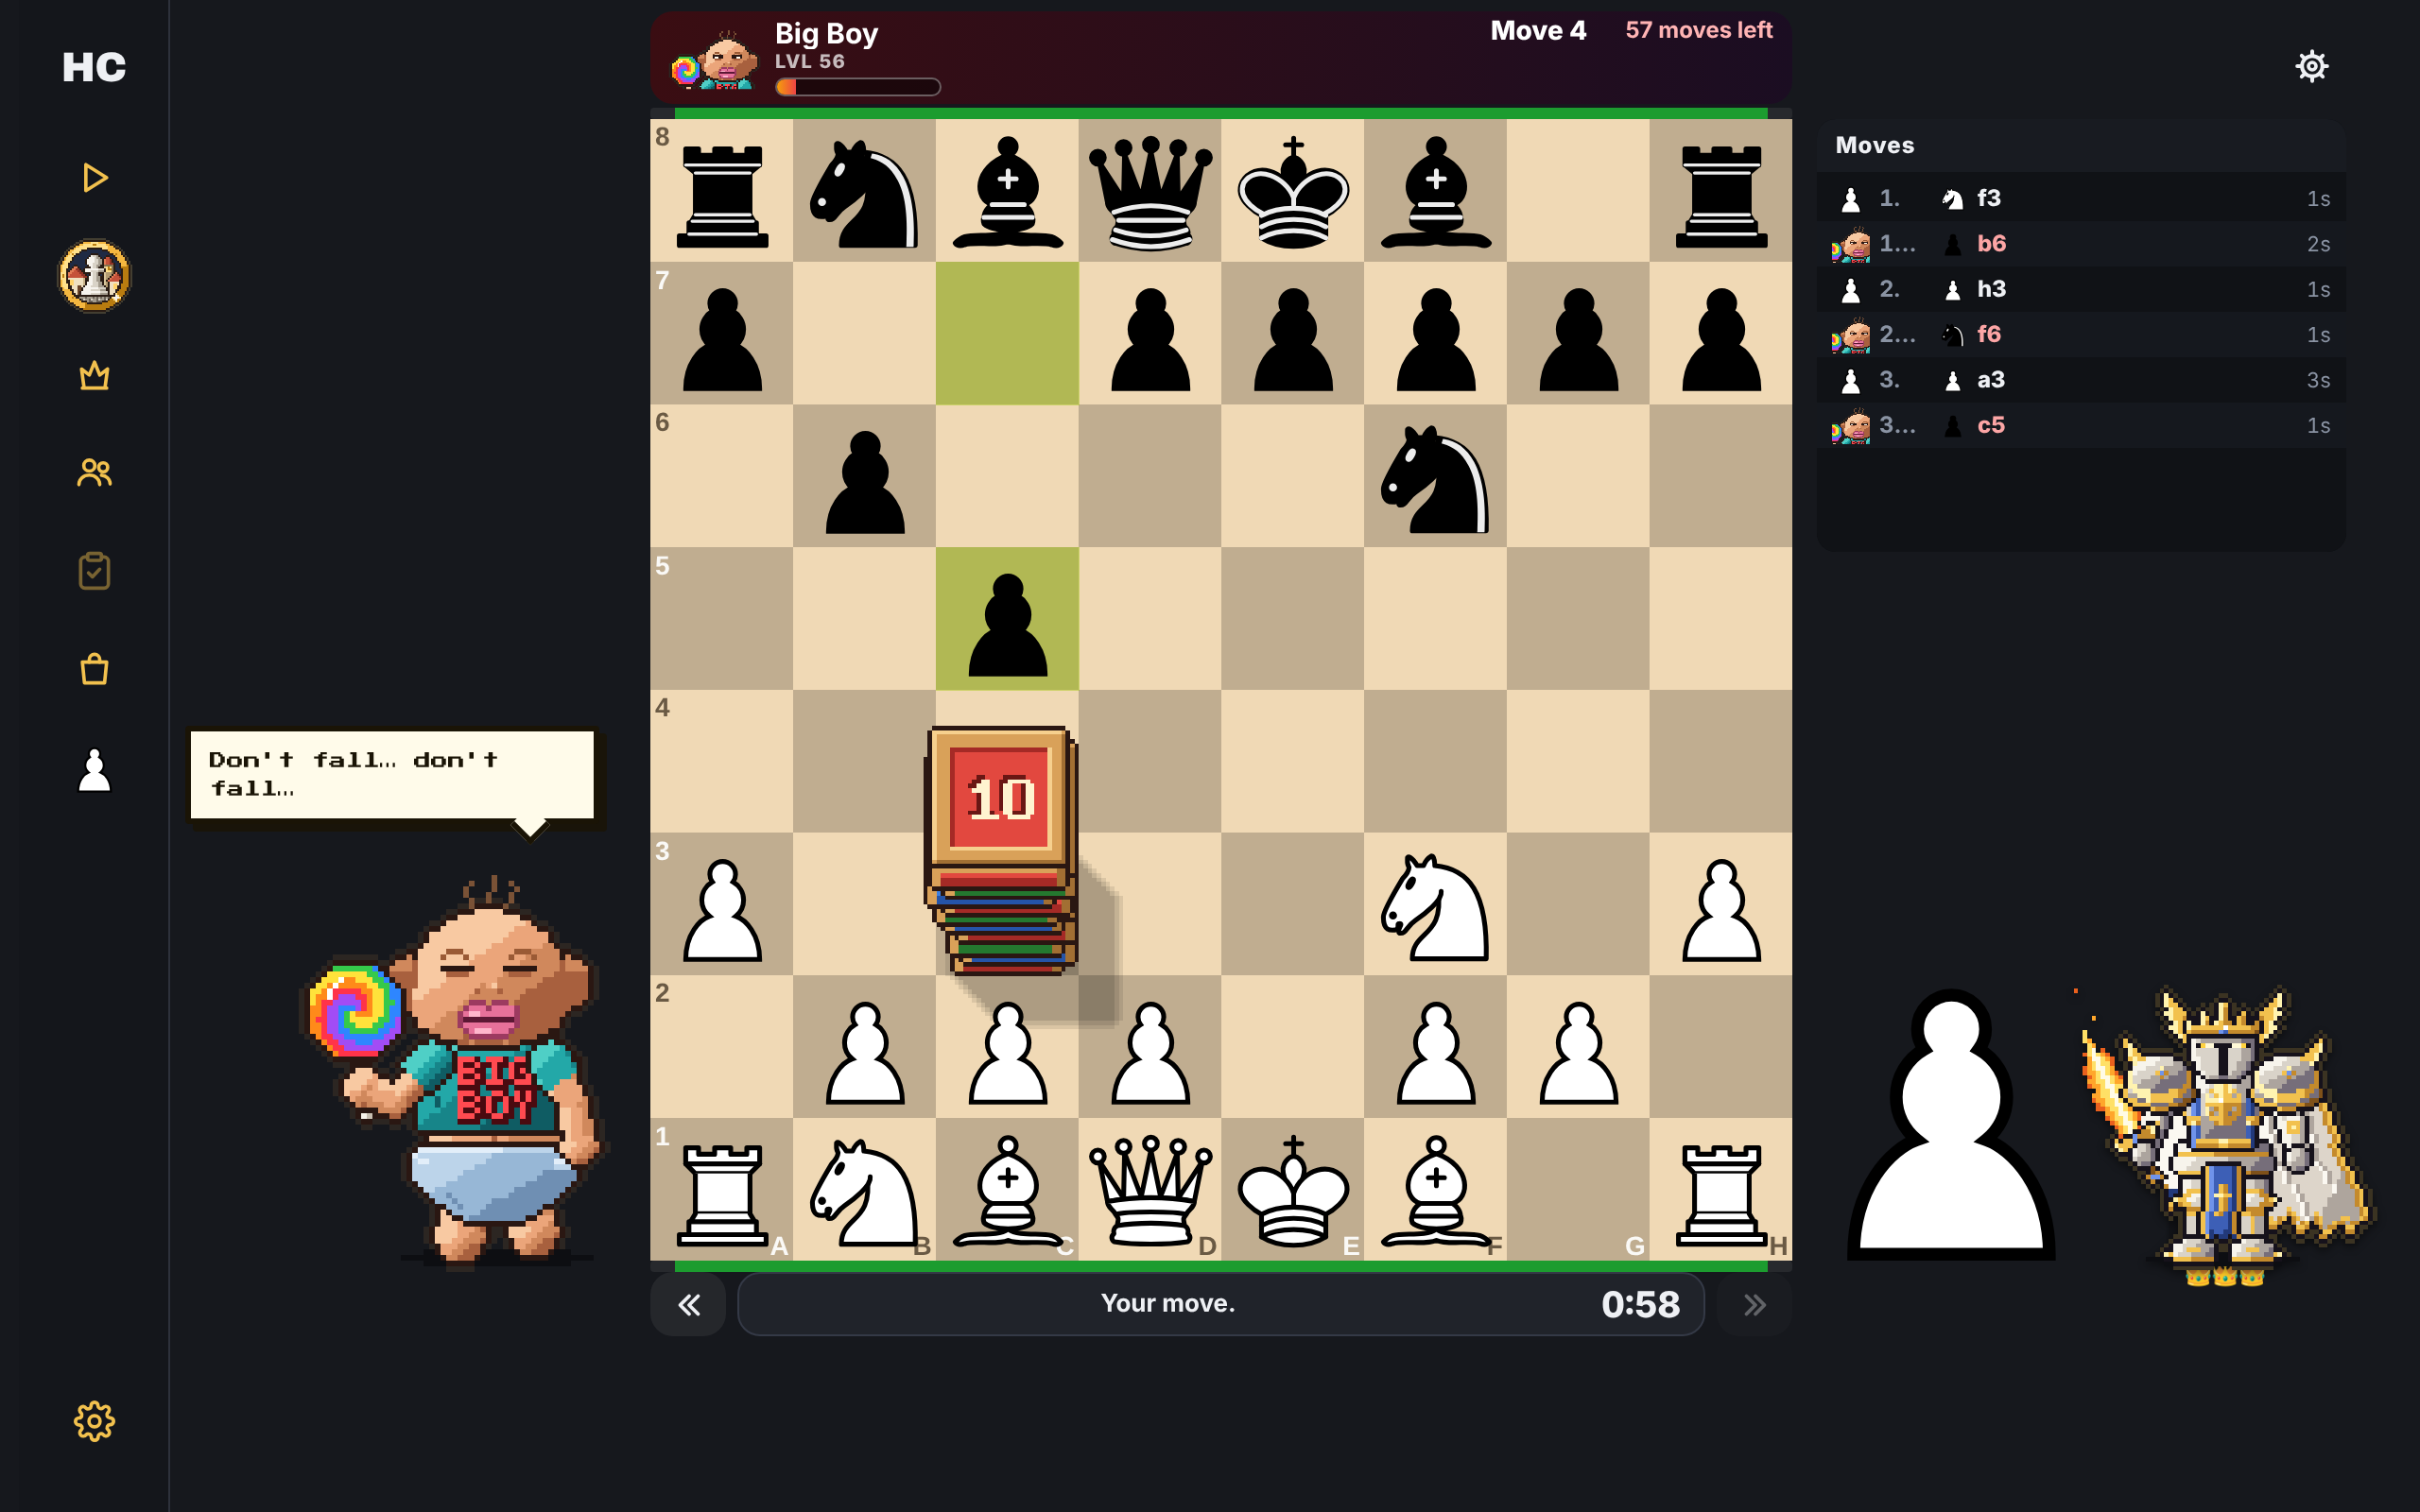 HC
Big Boy
LVL 56
Move 4
57 moves left
Don't fall… don't
fall…
BIG
BOY
8
7
6
5
4
3
2
1
10
A
B
C
D
E
F
G
H
Your move.
0:58
Moves
1. f3 1s
1... b6 2s
2. h3 1s
2... f6 1s
3. a3 3s
3... c5 1s